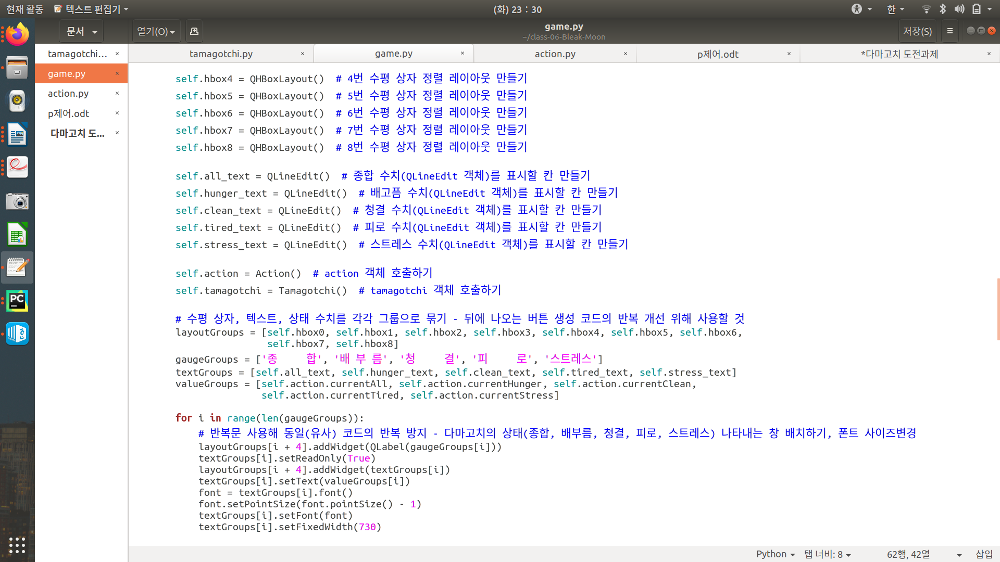 현재 활동 텍스트 편집기 (화) 23 : 30 한
문서 열기(O) game.py 저장(S)
~/class-06-Bleak-Moon
tamagotchi... × tamagotchi.py × game.py × action.py × p제어.odt × *다마고치 도전과제 ×
game.py ×
action.py ×
p제어.odt ×
다마고치 도... ×
self.hbox4 = QHBoxLayout()  # 4번 수평 상자 정렬 레이아웃 만들기
self.hbox5 = QHBoxLayout()  # 5번 수평 상자 정렬 레이아웃 만들기
self.hbox6 = QHBoxLayout()  # 6번 수평 상자 정렬 레이아웃 만들기
self.hbox7 = QHBoxLayout()  # 7번 수평 상자 정렬 레이아웃 만들기
self.hbox8 = QHBoxLayout()  # 8번 수평 상자 정렬 레이아웃 만들기
self.all_text = QLineEdit()  # 종합 수치(QLineEdit 객체)를 표시할 칸 만들기
self.hunger_text = QLineEdit()  # 배고픔 수치(QLineEdit 객체)를 표시할 칸 만들기
self.clean_text = QLineEdit()  # 청결 수치(QLineEdit 객체)를 표시할 칸 만들기
self.tired_text = QLineEdit()  # 피로 수치(QLineEdit 객체)를 표시할 칸 만들기
self.stress_text = QLineEdit()  # 스트레스 수치(QLineEdit 객체)를 표시할 칸 만들기
self.action = Action()  # action 객체 호출하기
self.tamagotchi = Tamagotchi()  # tamagotchi 객체 호출하기
# 수평 상자, 텍스트, 상태 수치를 각각 그룹으로 묶기 - 뒤에 나오는 버튼 생성 코드의 반복 개선 위해 사용할 것
layoutGroups = [self.hbox0, self.hbox1, self.hbox2, self.hbox3, self.hbox4, self.hbox5, self.hbox6,
self.hbox7, self.hbox8]
gaugeGroups = ['종     합', '배 부 름', '청     결', '피     로', '스트레스']
textGroups = [self.all_text, self.hunger_text, self.clean_text, self.tired_text, self.stress_text]
valueGroups = [self.action.currentAll, self.action.currentHunger, self.action.currentClean,
self.action.currentTired, self.action.currentStress]
for i in range(len(gaugeGroups)):
# 반복문 사용해 동일(유사) 코드의 반복 방지 - 다마고치의 상태(종합, 배부름, 청결, 피로, 스트레스) 나타내는 창 배치하기, 폰트 사이즈변경
layoutGroups[i + 4].addWidget(QLabel(gaugeGroups[i]))
textGroups[i].setReadOnly(True)
layoutGroups[i + 4].addWidget(textGroups[i])
textGroups[i].setText(valueGroups[i])
font = textGroups[i].font()
font.setPointSize(font.pointSize() - 1)
textGroups[i].setFont(font)
textGroups[i].setFixedWidth(730)
PC
Python 탭 너비: 8 62행, 42열 삽입